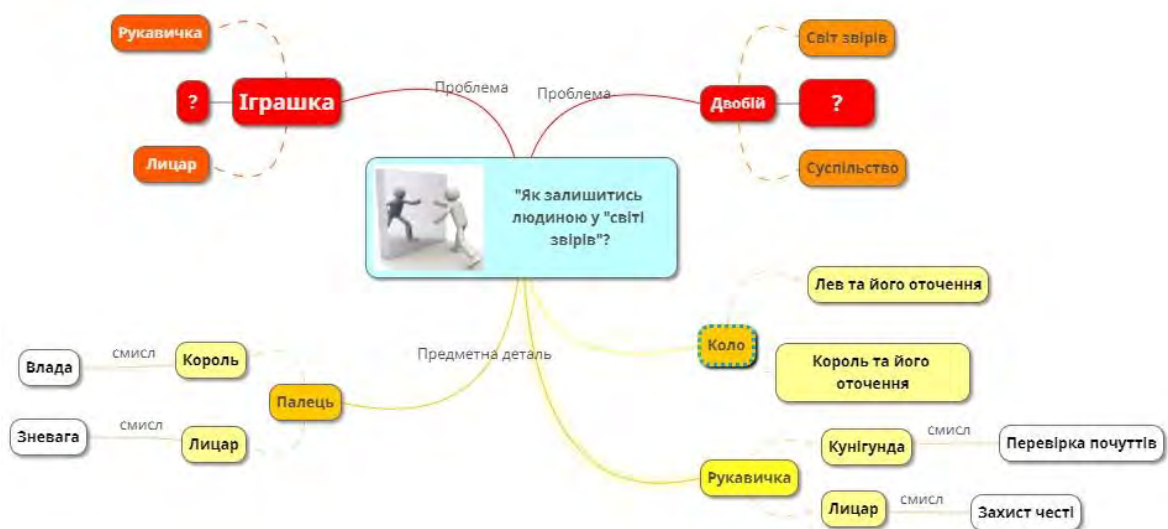 Рукавичка
?
Іграшка
Лицар
Проблема
Проблема
Світ звірів
Двобій
?
Суспільство
"Як залишитись
людиною у "світі
звірів"?
Лев та його оточення
Коло
Король та його
оточення
Предметна деталь
Влада
смисл
Король
Палець
Зневага
смисл
Лицар
Рукавичка
Кунігунда
смисл
Перевірка почуттів
Лицар
смисл
Захист честі